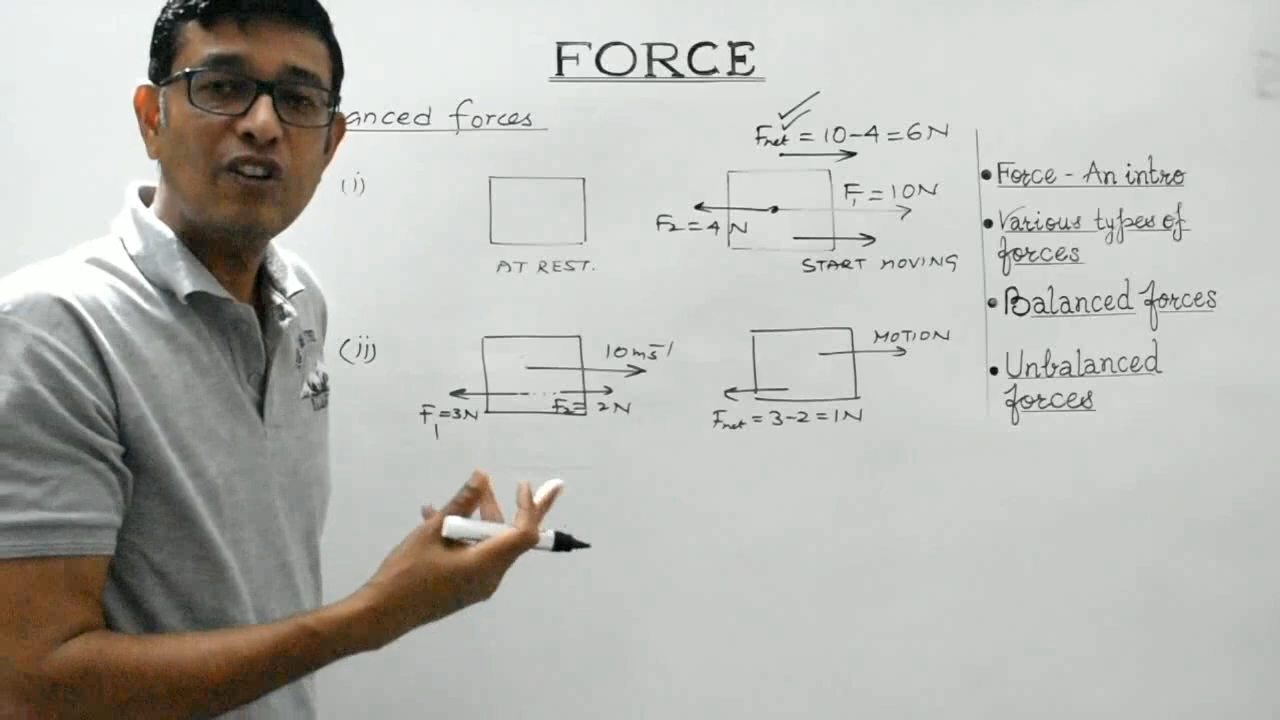 FORCE
anced forces
(i)
AT REST.
Fnet = 10-4 = 6N
F1 = 10N
F2 = 4 N
START MOVING
(ii)
10ms-1
F1 = 3N
F2 = 2N
MOTION
Fnet = 3-2 = 1N
• Force - An intro
• Various types of
forces
• Balanced forces
• Unbalanced
forces